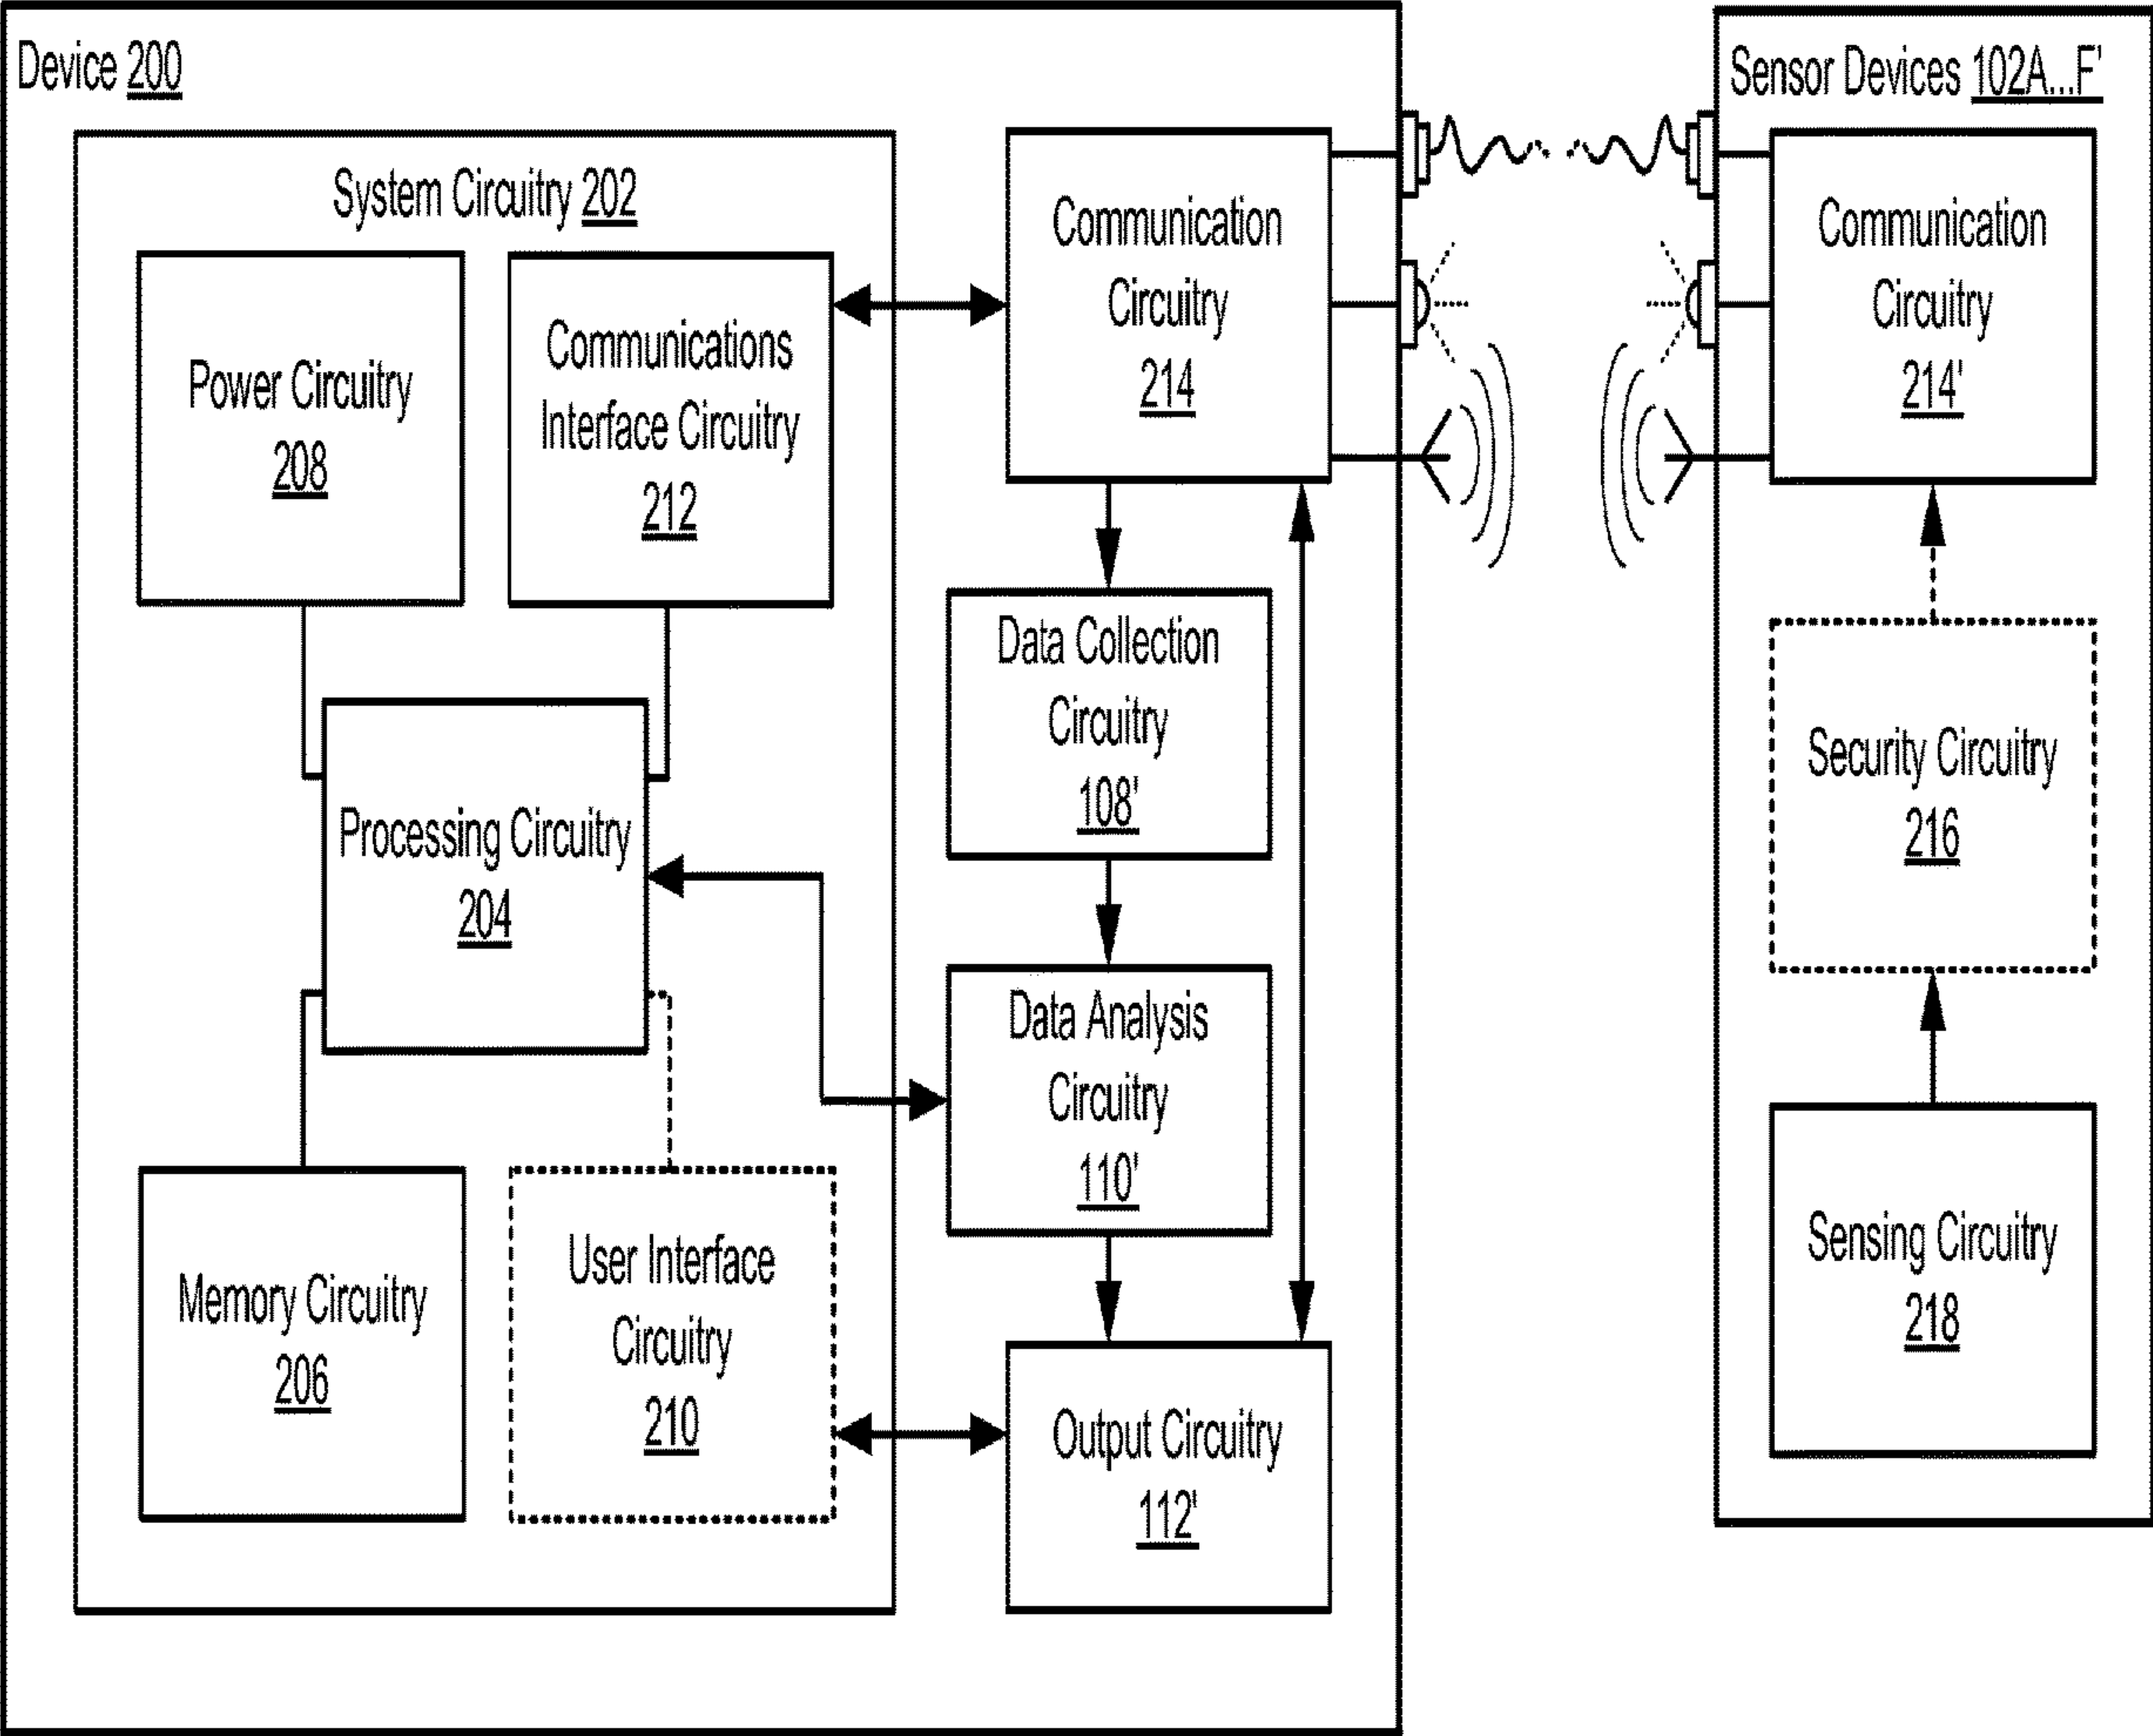 Device 200
System Circuitry 202
Power Circuitry
208
Communications
Interface Circuitry
212
Processing Circuitry
204
Memory Circuitry
206
User Interface
Circuitry
210
Communication
Circuitry
214
Data Collection
Circuitry
108'
Data Analysis
Circuitry
110'
Output Circuitry
112'
Sensor Devices 102A...F'
Communication
Circuitry
214'
Security Circuitry
216
Sensing Circuitry
218